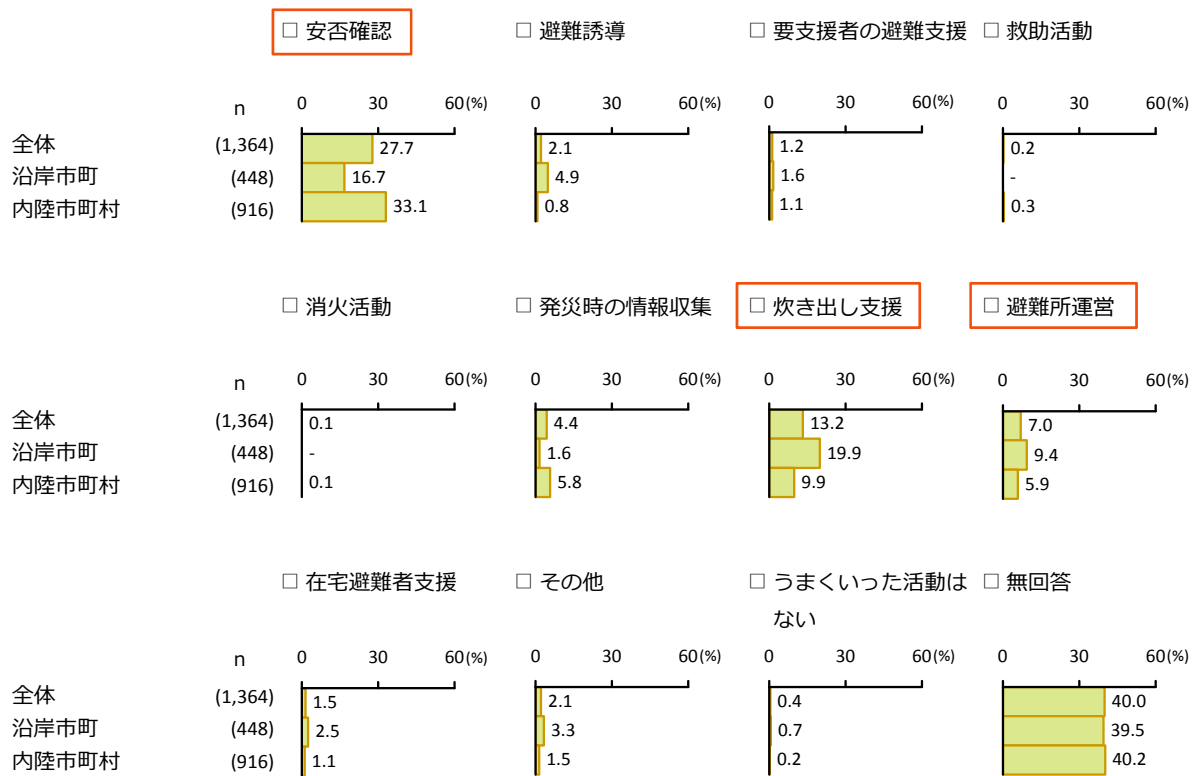 □ 安否確認 □ 避難誘導 □ 要支援者の避難支援 □ 救助活動
n 0 30 60(%) 0 30 60(%) 0 30 60(%) 0 30 60(%)
全体 (1,364) 27.7 2.1 1.2 0.2
沿岸市町 (448) 16.7 4.9 1.6 -
内陸市町村 (916) 33.1 0.8 1.1 0.3
□ 消火活動 □ 発災時の情報収集 □ 炊き出し支援 □ 避難所運営
n 0 30 60(%) 0 30 60(%) 0 30 60(%) 0 30 60(%)
全体 (1,364) 0.1 4.4 13.2 7.0
沿岸市町 (448) - 1.6 19.9 9.4
内陸市町村 (916) 0.1 5.8 9.9 5.9
□ 在宅避難者支援 □ その他 □ うまくいった活動は □ 無回答
ない
n 0 30 60(%) 0 30 60(%) 0 30 60(%) 0 30 60(%)
全体 (1,364) 1.5 2.1 0.4 40.0
沿岸市町 (448) 2.5 3.3 0.7 39.5
内陸市町村 (916) 1.1 1.5 0.2 40.2